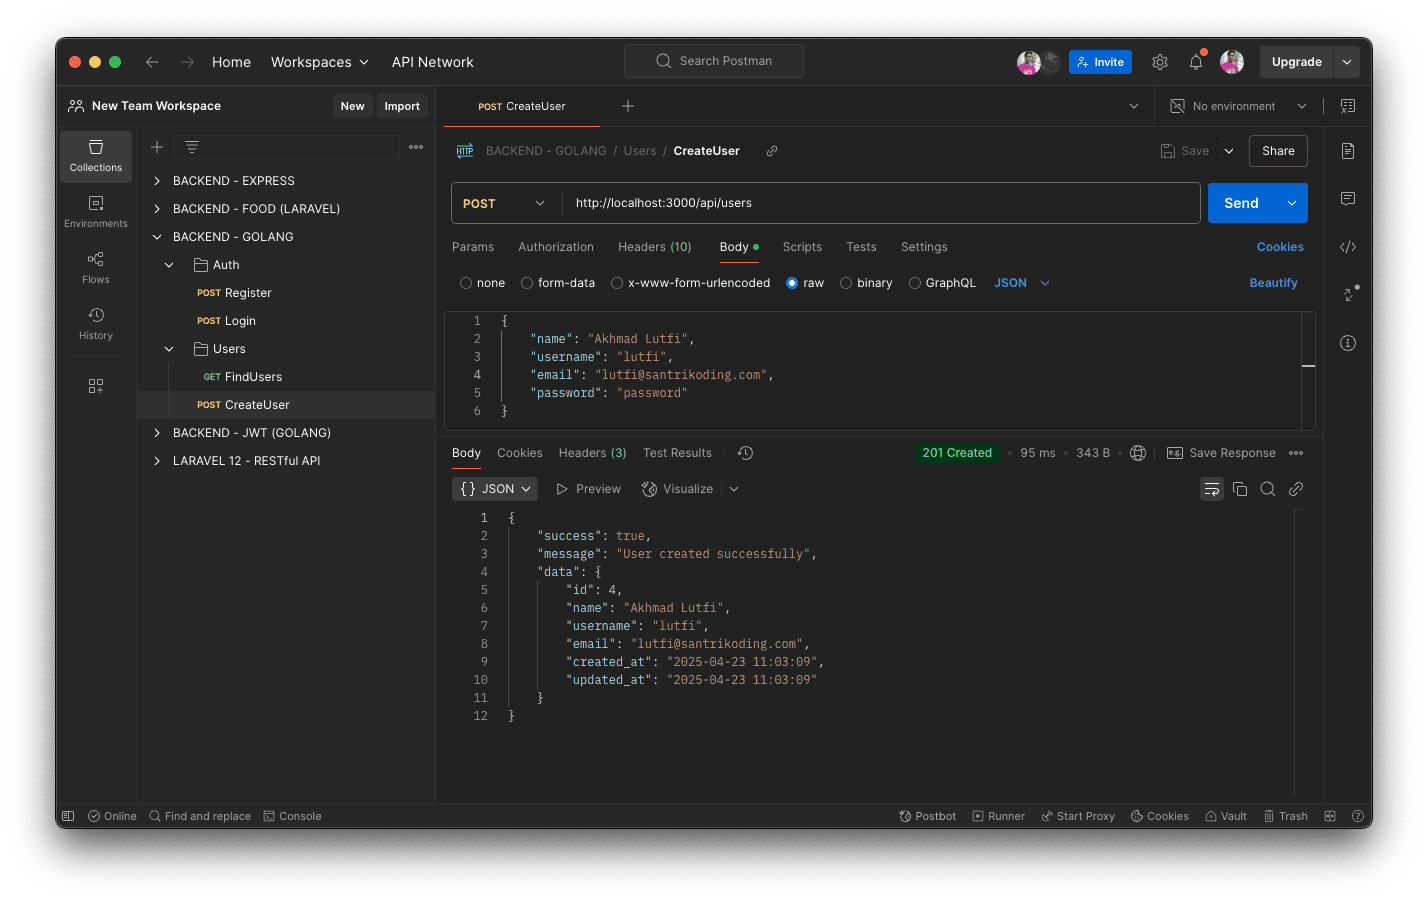 Home Workspaces API Network Search Postman Invite Upgrade
New Team Workspace New Import POST CreateUser No environment
Collections
Environments
Flows
History
BACKEND - EXPRESS
BACKEND - FOOD (LARAVEL)
BACKEND - GOLANG
Auth
POST Register
POST Login
Users
GET FindUsers
POST CreateUser
BACKEND - JWT (GOLANG)
LARAVEL 12 - RESTful API
HTTP BACKEND - GOLANG / Users / CreateUser Save Share
POST http://localhost:3000/api/users Send
Params Authorization Headers (10) Body Scripts Tests Settings Cookies
none form-data x-www-form-urlencoded raw binary GraphQL JSON Beautify
1 {
2 "name": "Akhmad Lutfi",
3 "username": "lutfi",
4 "email": "lutfi@santrikoding.com",
5 "password": "password"
6 }
Body Cookies Headers (3) Test Results 201 Created • 95 ms • 343 B e.g. Save Response
{} JSON Preview Visualize
1 {
2 "success": true,
3 "message": "User created successfully",
4 "data": {
5 "id": 4,
6 "name": "Akhmad Lutfi",
7 "username": "lutfi",
8 "email": "lutfi@santrikoding.com",
9 "created_at": "2025-04-23 11:03:09",
10 "updated_at": "2025-04-23 11:03:09"
11 }
12 }
Online Find and replace Console Postbot Runner Start Proxy Cookies Vault Trash